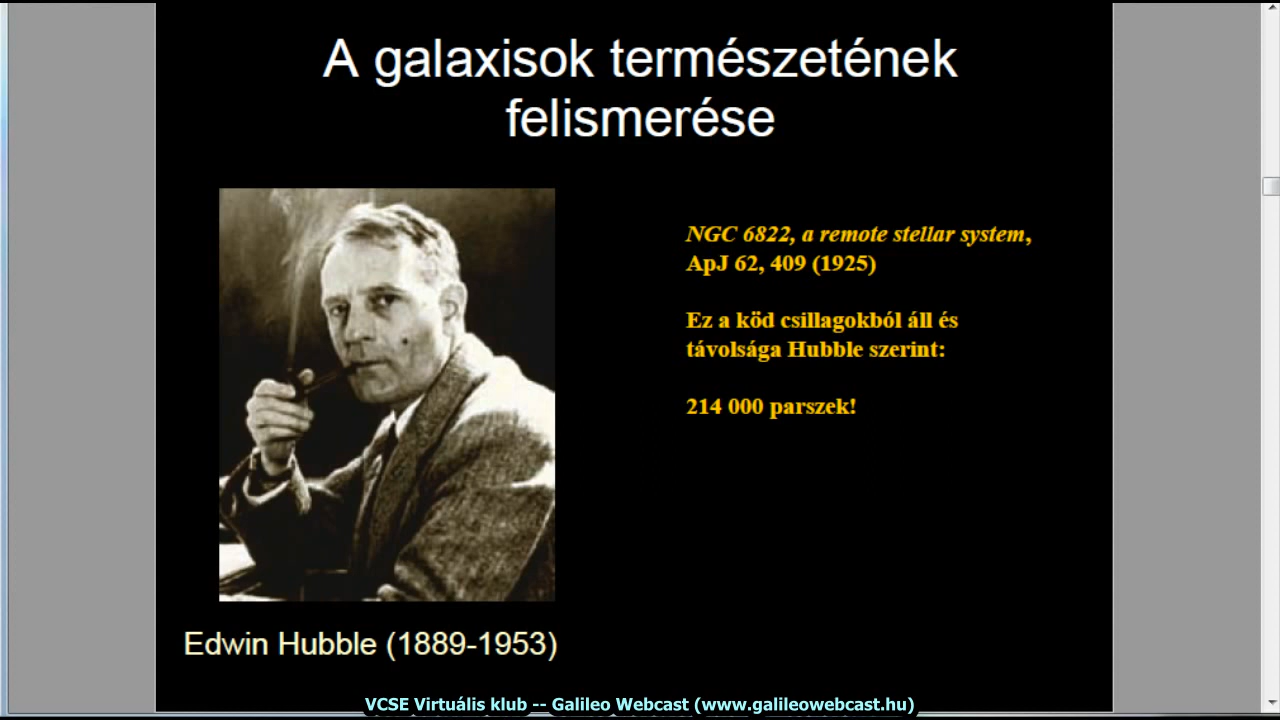 A galaxisok természetének
felismerése
NGC 6822, a remote stellar system,
ApJ 62, 409 (1925)
Ez a köd csillagokból áll és
távolsága Hubble szerint:
214 000 parszek!
Edwin Hubble (1889-1953)
VCSE Virtuális klub -- Galileo Webcast (www.galileowebcast.hu)